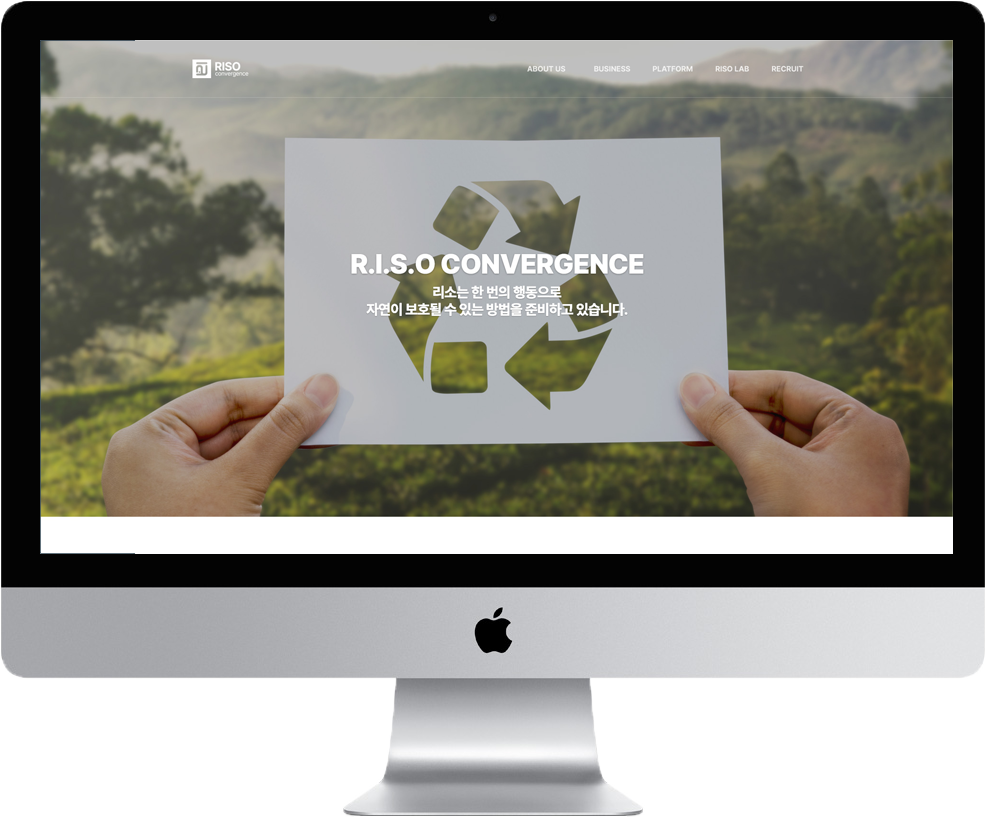 RISO
convergence
ABOUT US BUSINESS PLATFORM RISO LAB RECRUIT
R.I.S.O CONVERGENCE
리소는 한 번의 행동으로
자연이 보호될 수 있는 방법을 준비하고 있습니다.